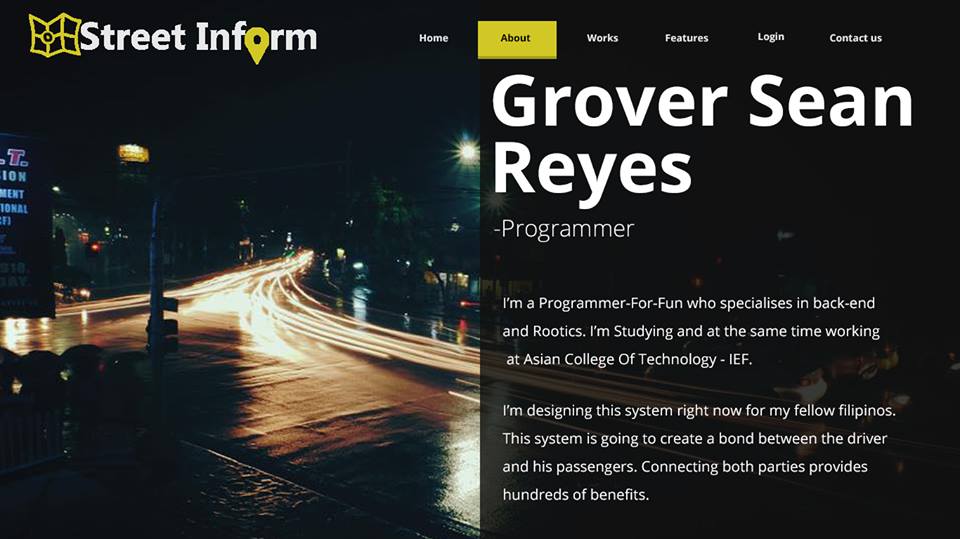 Street Inform
Home About Works Features Login Contact us
Grover Sean
Reyes
-Programmer
I'm a Programmer-For-Fun who specialises in back-end
and Rootics. I'm Studying and at the same time working
at Asian College Of Technology - IEF.
I'm designing this system right now for my fellow filipinos.
This system is going to create a bond between the driver
and his passengers. Connecting both parties provides
hundreds of benefits.